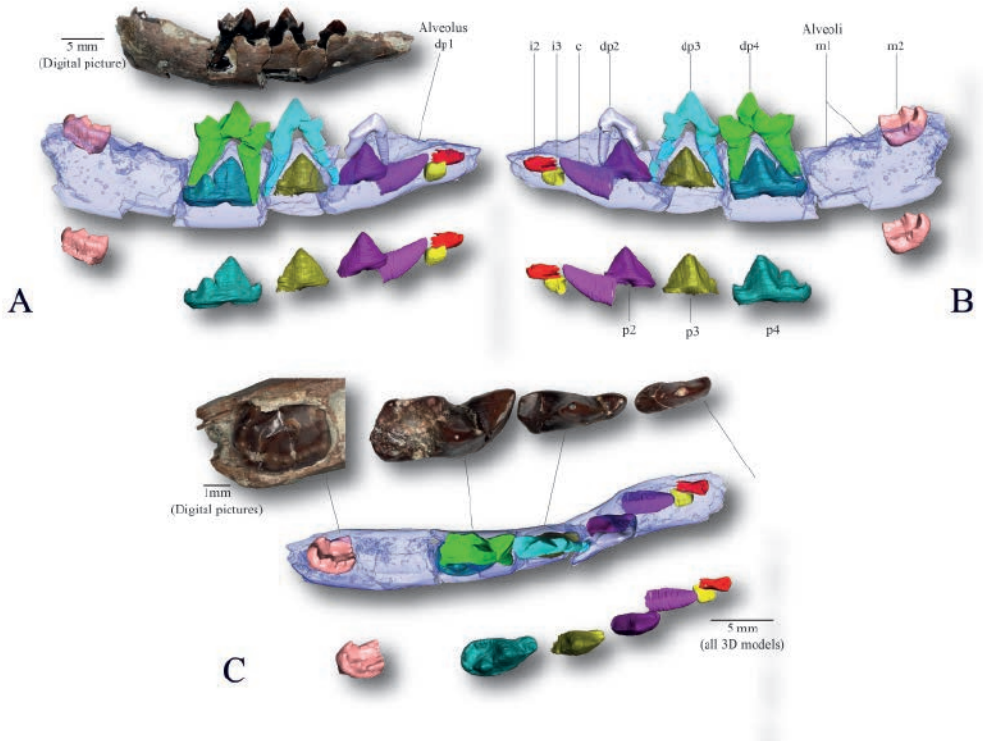 5 mm
(Digital picture)
Alveolus
dp1
A
i2
i3
c
dp2
dp3
dp4
Alveoli
m1
m2
p2
p3
p4
B
1mm
(Digital pictures)
5 mm
(all 3D models)
C